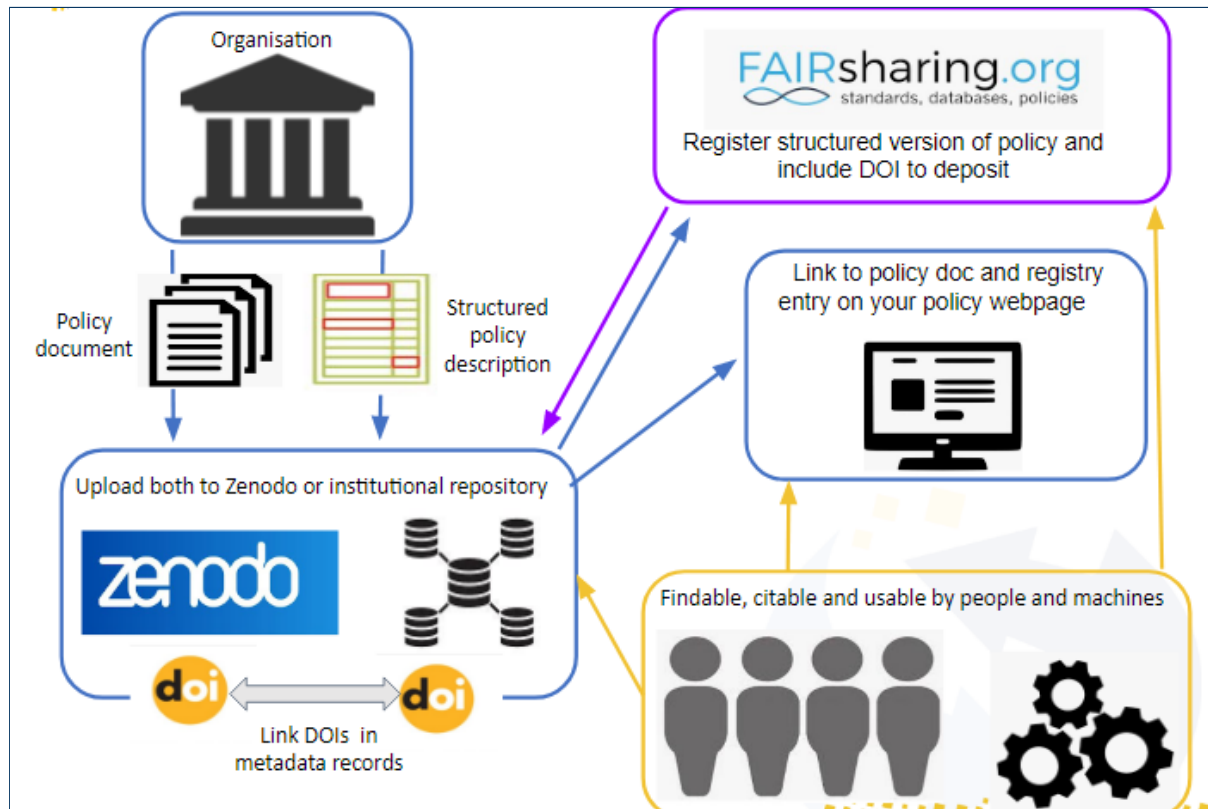 Organisation
FAIRsharing.org
standards, databases, policies
Register structured version of policy and
include DOI to deposit
Policy
document
Structured
policy
description
Link to policy doc and registry
entry on your policy webpage
Upload both to Zenodo or institutional repository
zenodo
doi
doi
Link DOIs in
metadata records
Findable, citable and usable by people and machines